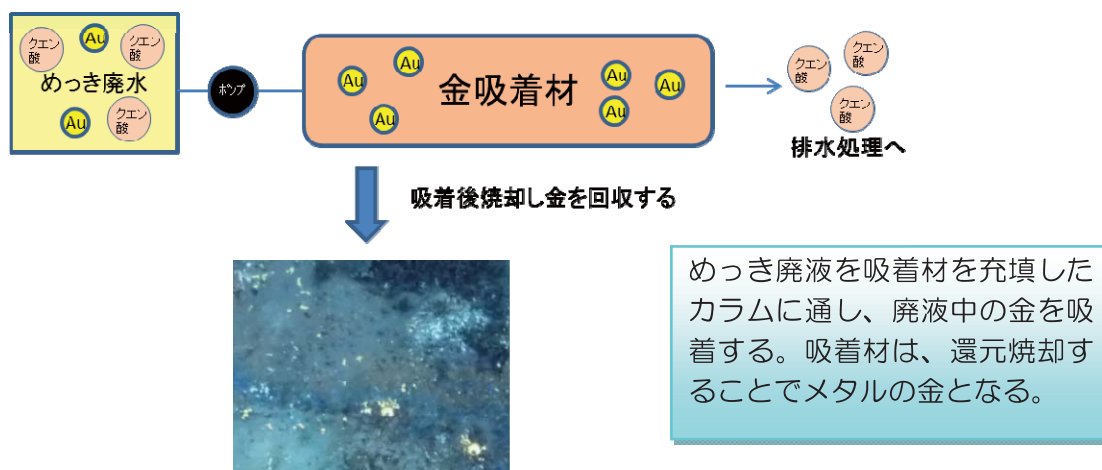 クエン
酸
Au
クエン
酸
めっき廃水
Au
クエン
酸
ポンプ
Au
Au
Au
金吸着材
Au
Au
Au
クエン
酸
クエン
酸
クエン
酸
排水処理へ
吸着後焼却し金を回収する
めっき廃液を吸着材を充填した
カラムに通し、廃液中の金を吸
着する。吸着材は、還元焼却す
ることでメタルの金となる。